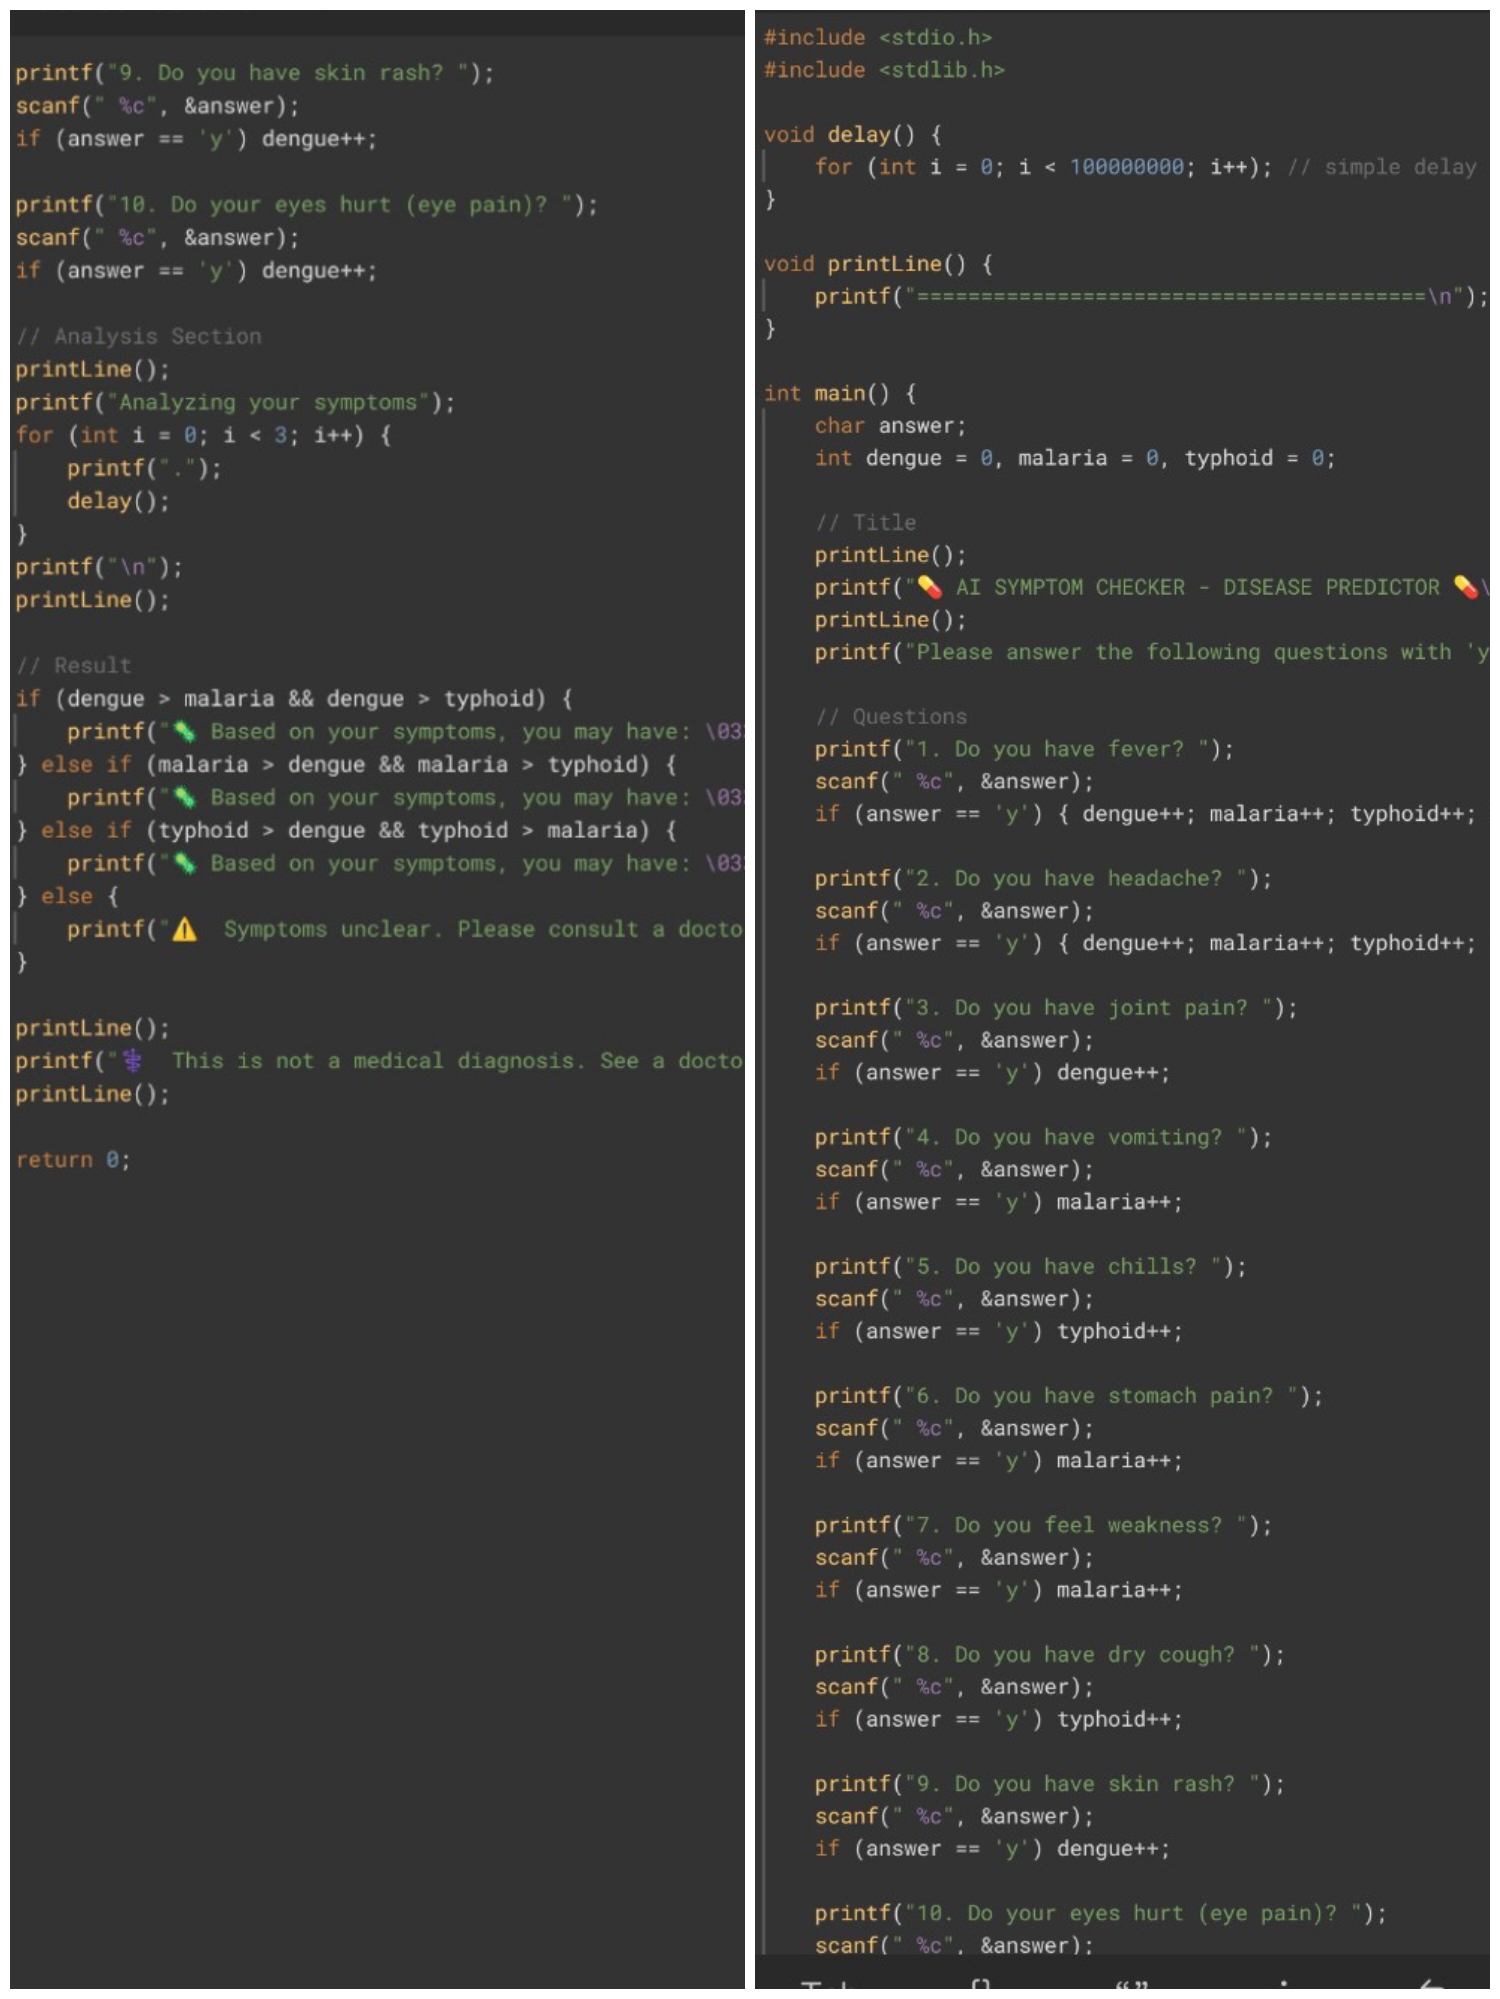 printf("9. Do you have skin rash? ");
scanf(" %c", &answer);
if (answer == 'y') dengue++;
printf("10. Do your eyes hurt (eye pain)? ");
scanf(" %c", &answer);
if (answer == 'y') dengue++;
// Analysis Section
printLine();
printf("Analyzing your symptoms");
for (int i = 0; i < 3; i++) {
printf(".");
delay();
}
printf("\n");
printLine();
// Result
if (dengue > malaria && dengue > typhoid) {
printf("🦠 Based on your symptoms, you may have: \03
} else if (malaria > dengue && malaria > typhoid) {
printf("🦠 Based on your symptoms, you may have: \03
} else if (typhoid > dengue && typhoid > malaria) {
printf("🦠 Based on your symptoms, you may have: \03
} else {
printf("⚠️  Symptoms unclear. Please consult a docto
}
printLine();
printf("⚕️  This is not a medical diagnosis. See a docto
printLine();
return 0;
#include <stdio.h>
#include <stdlib.h>
void delay() {
for (int i = 0; i < 100000000; i++); // simple delay
}
void printLine() {
printf("========================================\n");
}
int main() {
char answer;
int dengue = 0, malaria = 0, typhoid = 0;
// Title
printLine();
printf("💊 AI SYMPTOM CHECKER - DISEASE PREDICTOR 💊\
printLine();
printf("Please answer the following questions with 'y
// Questions
printf("1. Do you have fever? ");
scanf(" %c", &answer);
if (answer == 'y') { dengue++; malaria++; typhoid++;
printf("2. Do you have headache? ");
scanf(" %c", &answer);
if (answer == 'y') { dengue++; malaria++; typhoid++;
printf("3. Do you have joint pain? ");
scanf(" %c", &answer);
if (answer == 'y') dengue++;
printf("4. Do you have vomiting? ");
scanf(" %c", &answer);
if (answer == 'y') malaria++;
printf("5. Do you have chills? ");
scanf(" %c", &answer);
if (answer == 'y') typhoid++;
printf("6. Do you have stomach pain? ");
scanf(" %c", &answer);
if (answer == 'y') malaria++;
printf("7. Do you feel weakness? ");
scanf(" %c", &answer);
if (answer == 'y') malaria++;
printf("8. Do you have dry cough? ");
scanf(" %c", &answer);
if (answer == 'y') typhoid++;
printf("9. Do you have skin rash? ");
scanf(" %c", &answer);
if (answer == 'y') dengue++;
printf("10. Do your eyes hurt (eye pain)? ");
scanf(" %c", &answer);